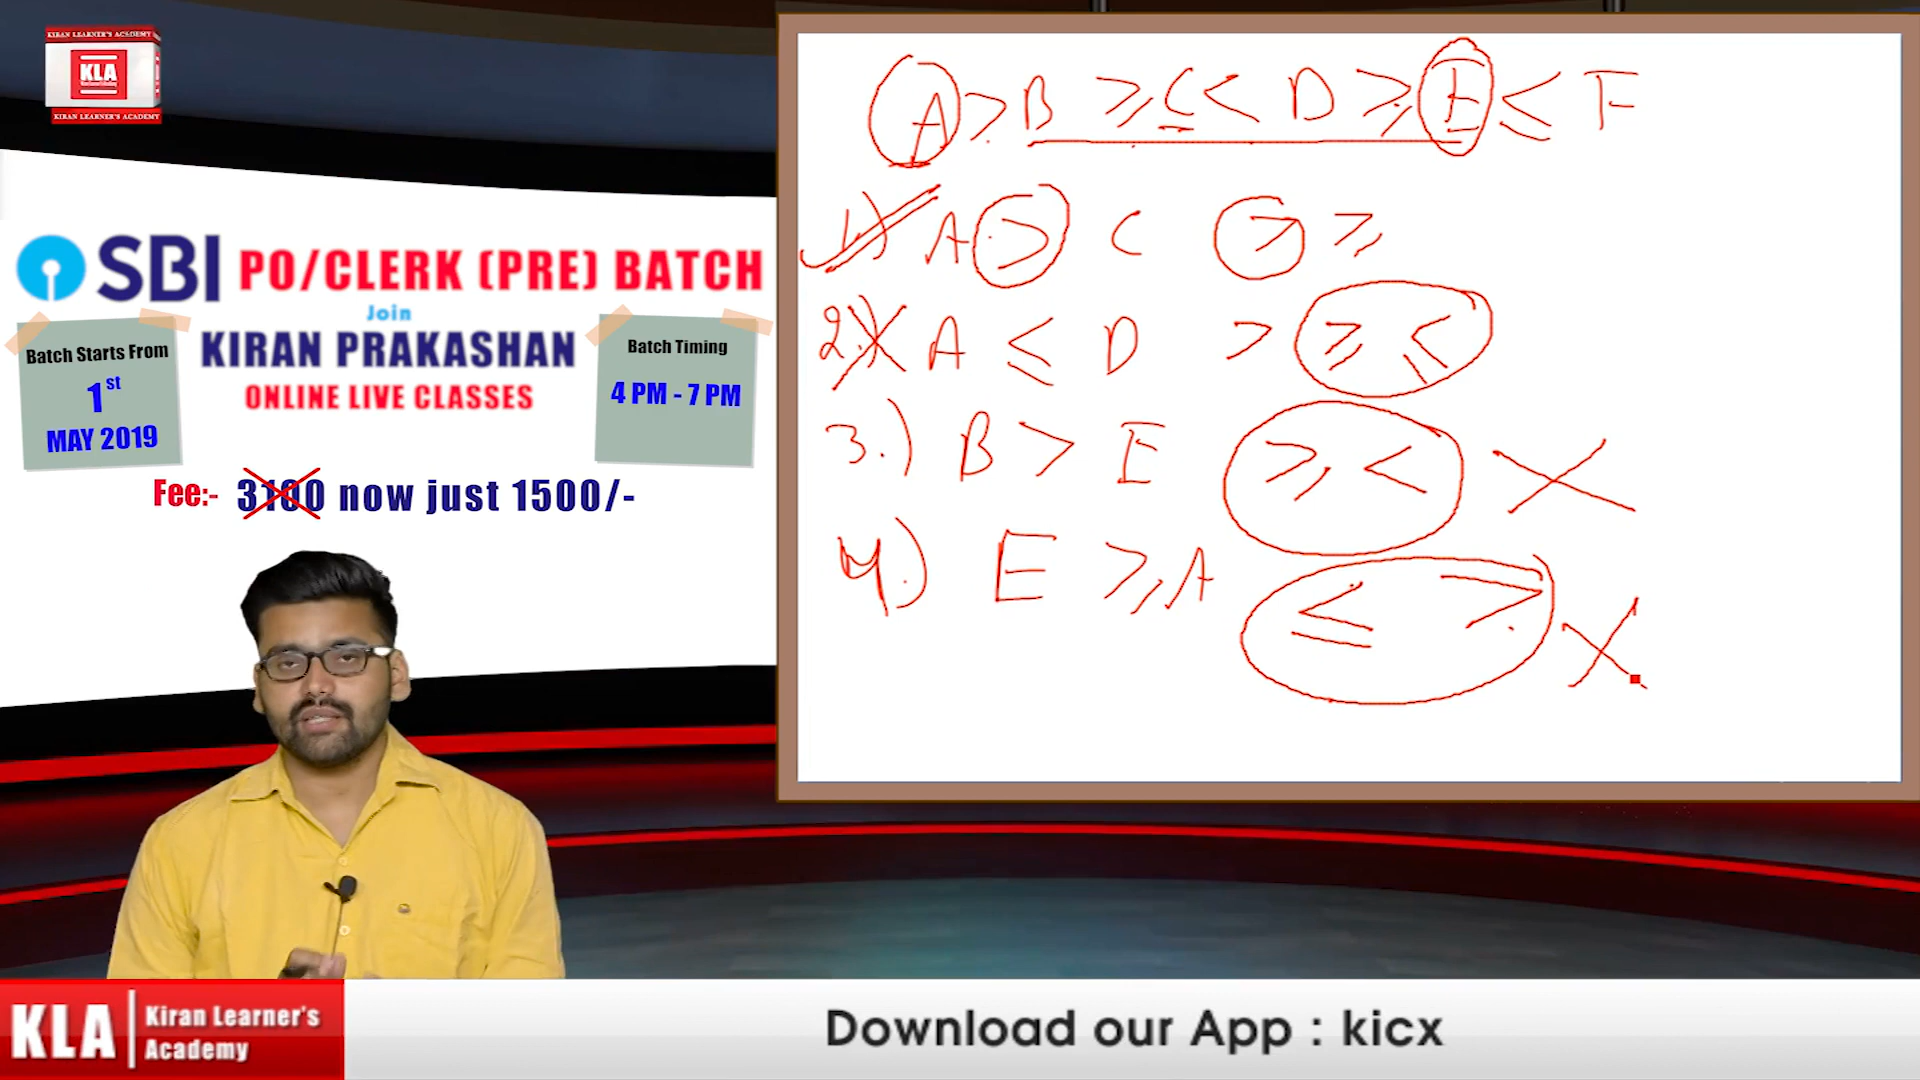 KIRAN LEARNER'S ACADEMY
KLA
KIRAN LEARNER'S ACADEMY
SBI PO/CLERK (PRE) BATCH
Join
KIRAN PRAKASHAN
ONLINE LIVE CLASSES
Batch Starts From
1st
MAY 2019
Batch Timing
4 PM - 7 PM
Fee:- 3100 now just 1500/-
A > B ≥ C < D ≥ E ≤ F
1.) A > C > ≥
2.) A ≤ D > ≥ <
3.) B > E ≥ <
4.) E ≥ A ≤ >
KLA Kiran Learner's
Academy
Download our App : kicx